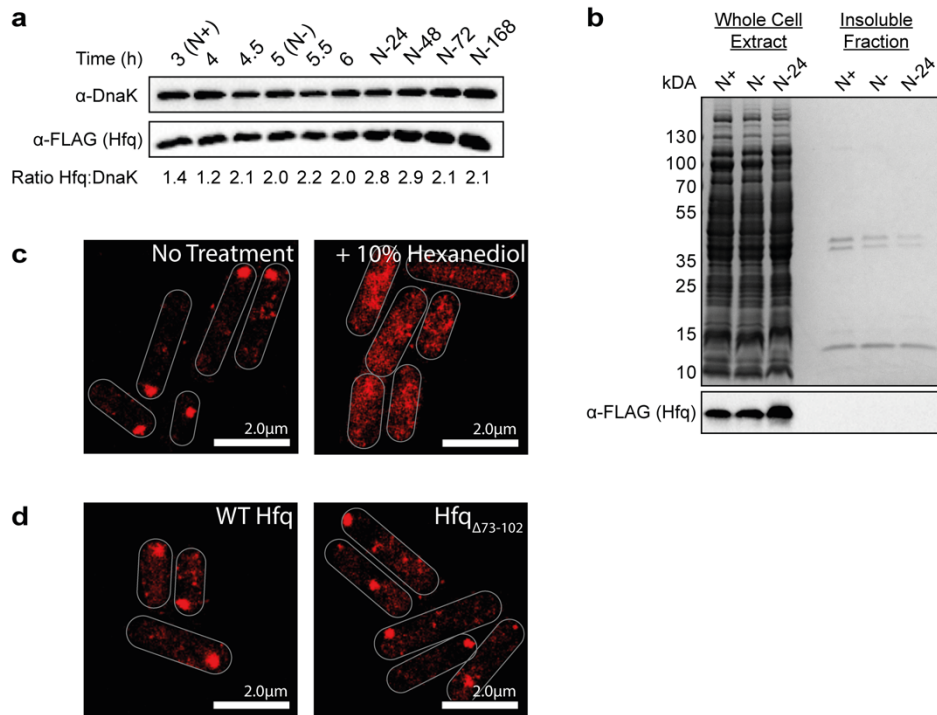 a
Time (h) 3 (N+) 4 4.5 5 (N-) 5.5 6 N-24 N-48 N-72 N-168
α-DnaK
α-FLAG (Hfq)
Ratio Hfq:DnaK 1.4 1.2 2.1 2.0 2.2 2.0 2.8 2.9 2.1 2.1
b
Whole Cell Extract
Insoluble Fraction
kDA N+ N- N-24 N+ N- N-24
130
100
70
55
35
25
15
10
α-FLAG (Hfq)
c
No Treatment
2.0μm
+ 10% Hexanediol
2.0μm
d
WT Hfq
2.0μm
HfqΔ73-102
2.0μm